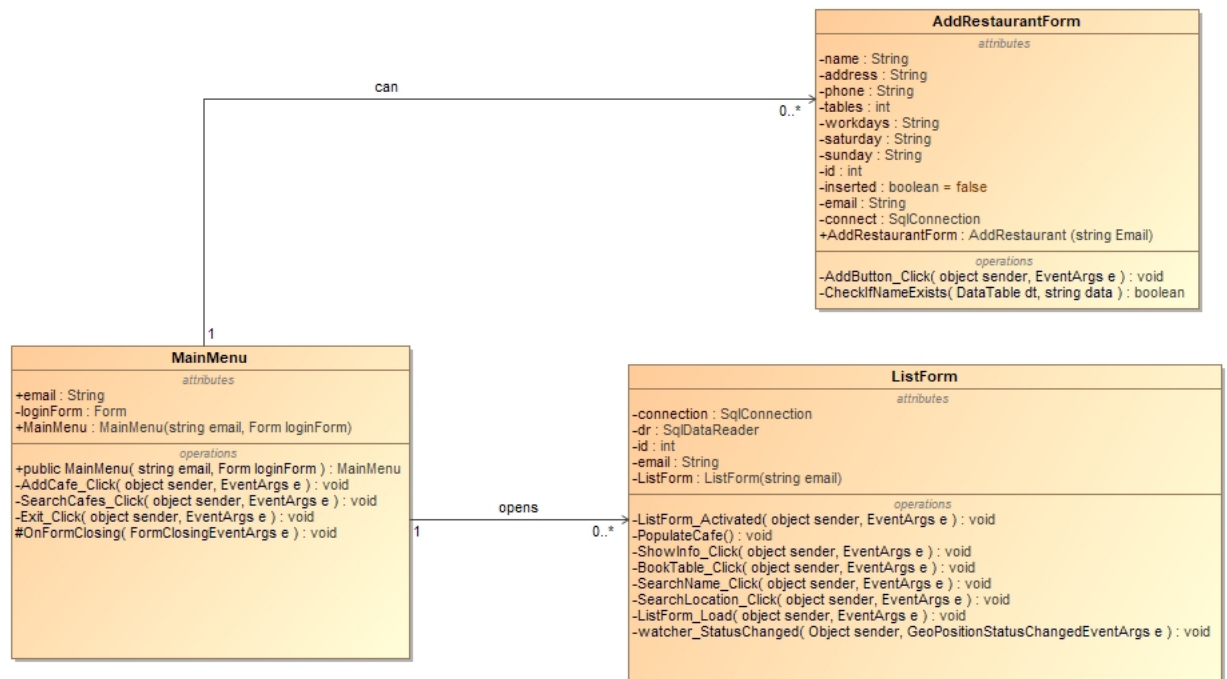 AddRestaurantForm
attributes
-name : String
-address : String
-phone : String
-tables : int
-workdays : String
-saturday : String
-sunday : String
-id : int
-inserted : boolean = false
-email : String
-connect : SqlConnection
+AddRestaurantForm : AddRestaurant (string Email)
operations
-AddButton_Click( object sender, EventArgs e ) : void
-CheckIfNameExists( DataTable dt, string data ) : boolean
can
0..*
1
MainMenu
attributes
+email : String
-loginForm : Form
+MainMenu : MainMenu(string email, Form loginForm)
operations
+public MainMenu( string email, Form loginForm ) : MainMenu
-AddCafe_Click( object sender, EventArgs e ) : void
-SearchCafes_Click( object sender, EventArgs e ) : void
-Exit_Click( object sender, EventArgs e ) : void
#OnFormClosing( FormClosingEventArgs e ) : void
opens
1
0..*
ListForm
attributes
-connection : SqlConnection
-dr : SqlDataReader
-id : int
-email : String
-ListForm : ListForm(string email)
operations
-ListForm_Activated( object sender, EventArgs e ) : void
-PopulateCafe() : void
-ShowInfo_Click( object sender, EventArgs e ) : void
-BookTable_Click( object sender, EventArgs e ) : void
-SearchName_Click( object sender, EventArgs e ) : void
-SearchLocation_Click( object sender, EventArgs e ) : void
-ListForm_Load( object sender, EventArgs e ) : void
-watcher_StatusChanged( Object sender, GeoPositionStatusChangedEventArgs e ) : void